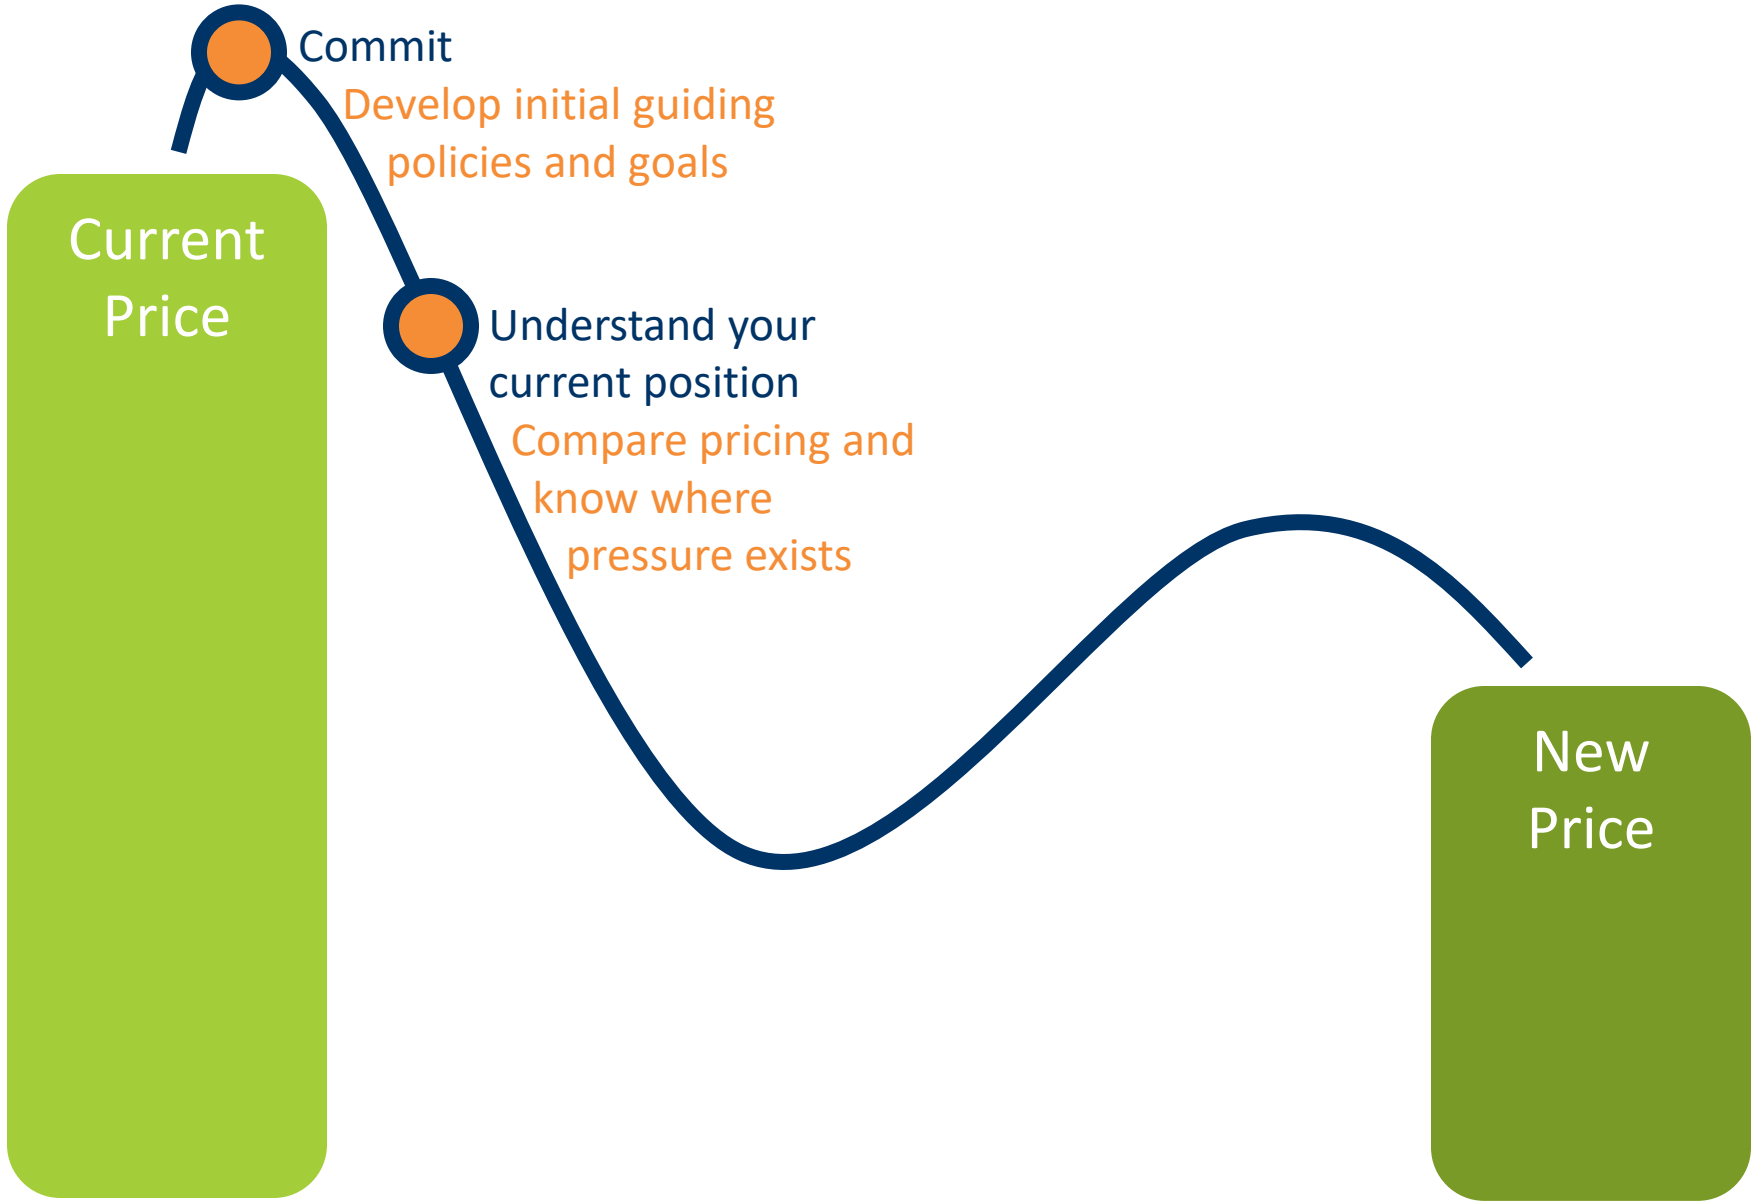 Commit
Develop initial guiding
policies and goals
Current
Price
Understand your
current position
Compare pricing and
know where
pressure exists
New
Price